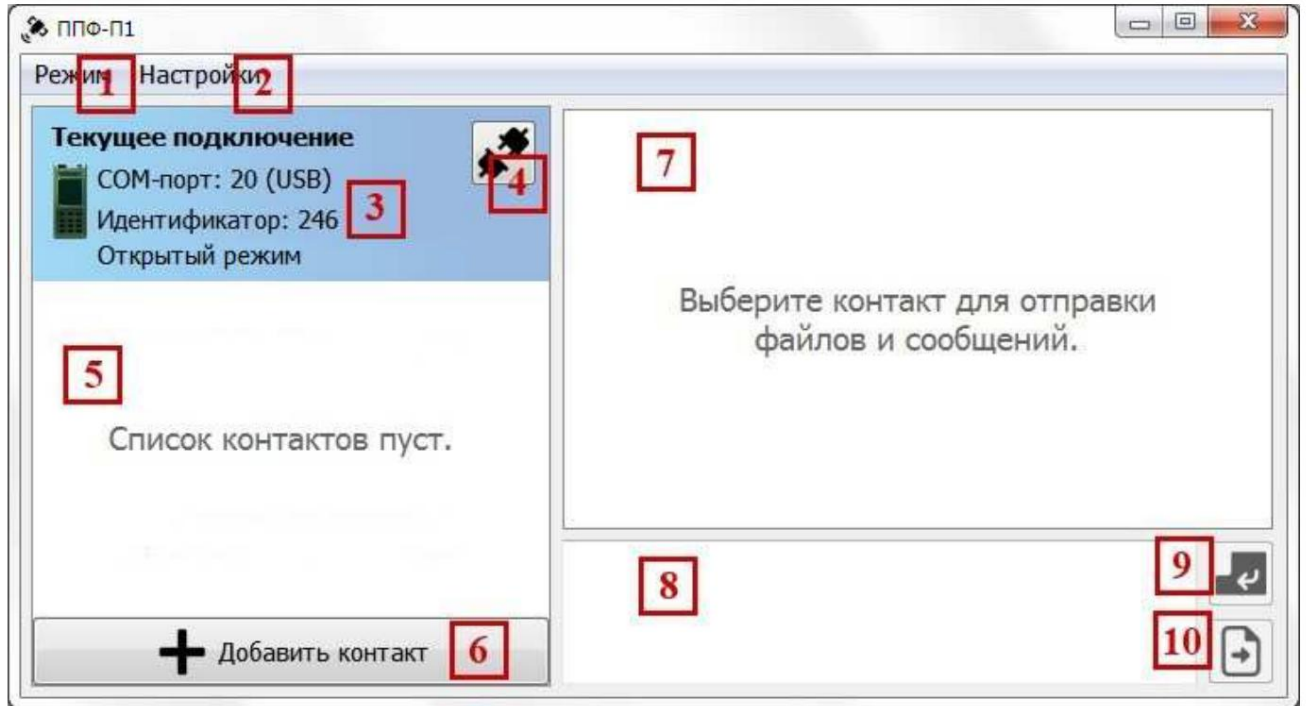 ППФ-П1
Режим Настройки
1 2
Текущее подключение
COM-порт: 20 (USB)
Идентификатор: 246
Открытый режим
3
4
5
Список контактов пуст.
Добавить контакт
6
7
Выберите контакт для отправки
файлов и сообщений.
8
9
10